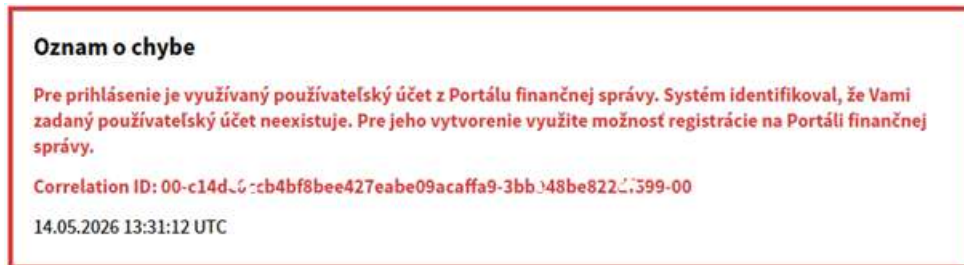 Oznam o chybe
Pre prihlásenie je využívaný používateľský účet z Portálu finančnej správy. Systém identifikoval, že Vami
zadaný používateľský účet neexistuje. Pre jeho vytvorenie využite možnosť registrácie na Portáli finančnej
správy.
Correlation ID:
14.05.2026 13:31:12 UTC